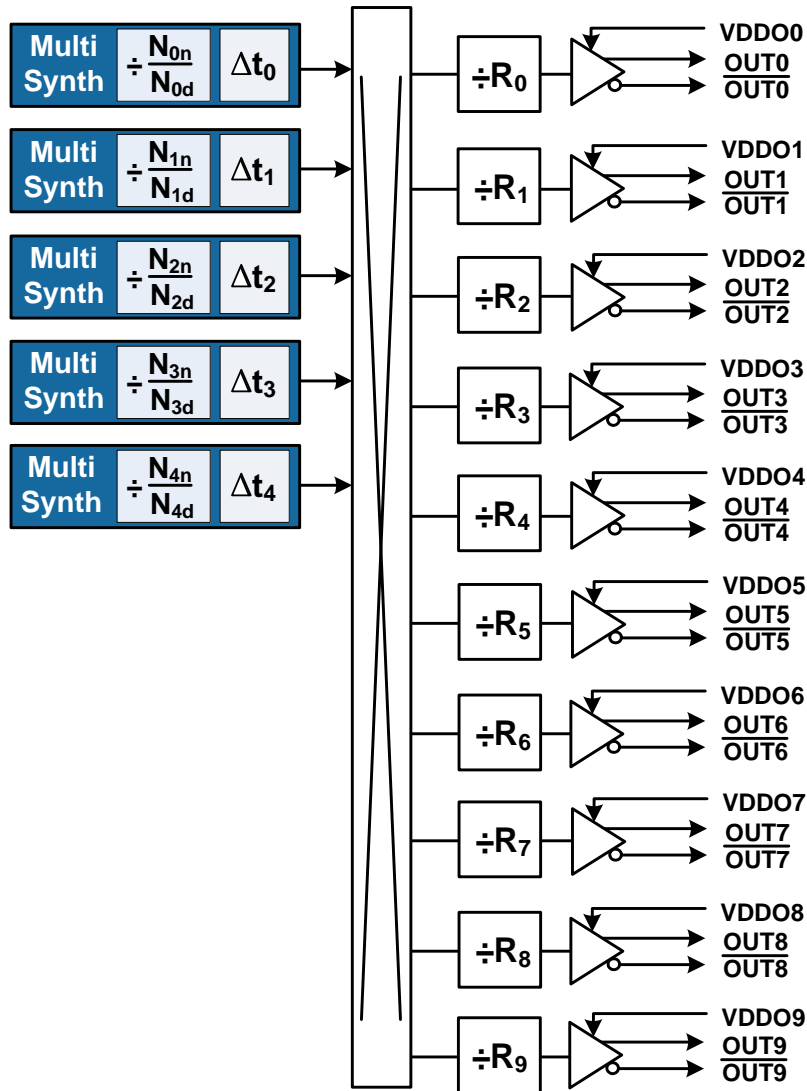 Multi Synth ÷ N0n/N0d Δt0
Multi Synth ÷ N1n/N1d Δt1
Multi Synth ÷ N2n/N2d Δt2
Multi Synth ÷ N3n/N3d Δt3
Multi Synth ÷ N4n/N4d Δt4
÷R0
VDDO0
OUT0
OUT0
÷R1
VDDO1
OUT1
OUT1
÷R2
VDDO2
OUT2
OUT2
÷R3
VDDO3
OUT3
OUT3
÷R4
VDDO4
OUT4
OUT4
÷R5
VDDO5
OUT5
OUT5
÷R6
VDDO6
OUT6
OUT6
÷R7
VDDO7
OUT7
OUT7
÷R8
VDDO8
OUT8
OUT8
÷R9
VDDO9
OUT9
OUT9